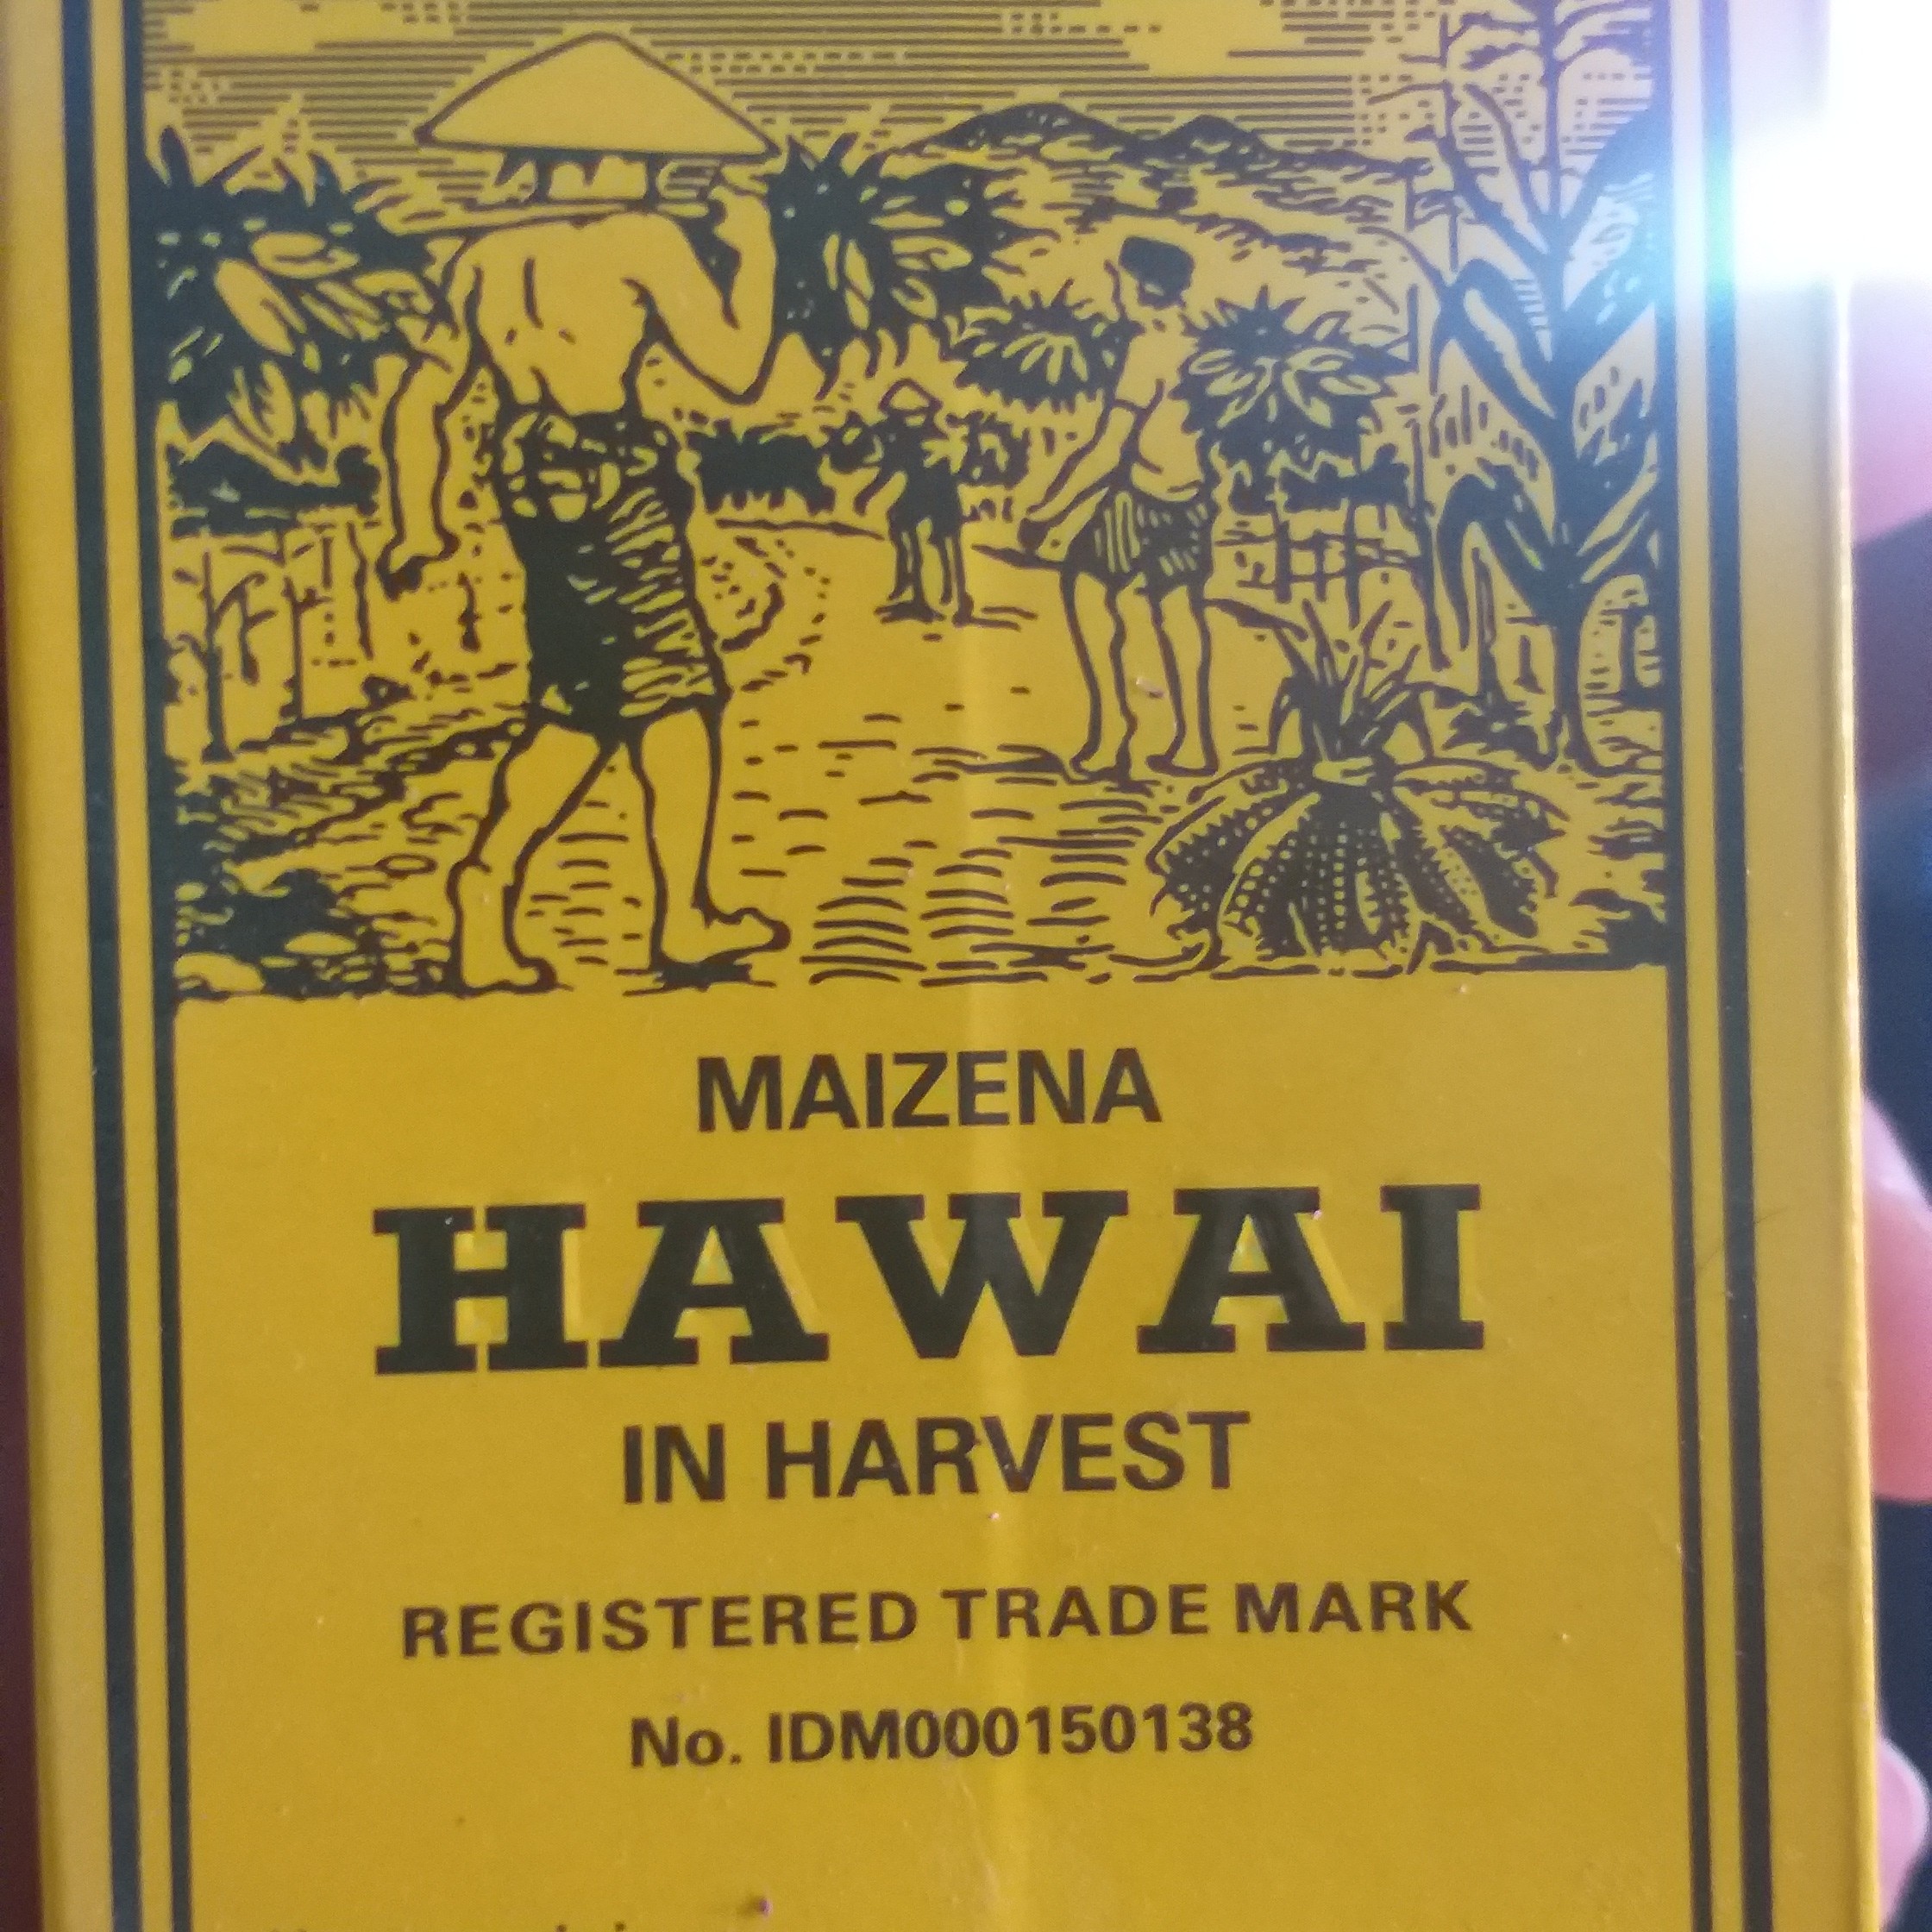 MAIZENA
HAWAI
IN HARVEST
REGISTERED TRADE MARK
No. IDM000150138